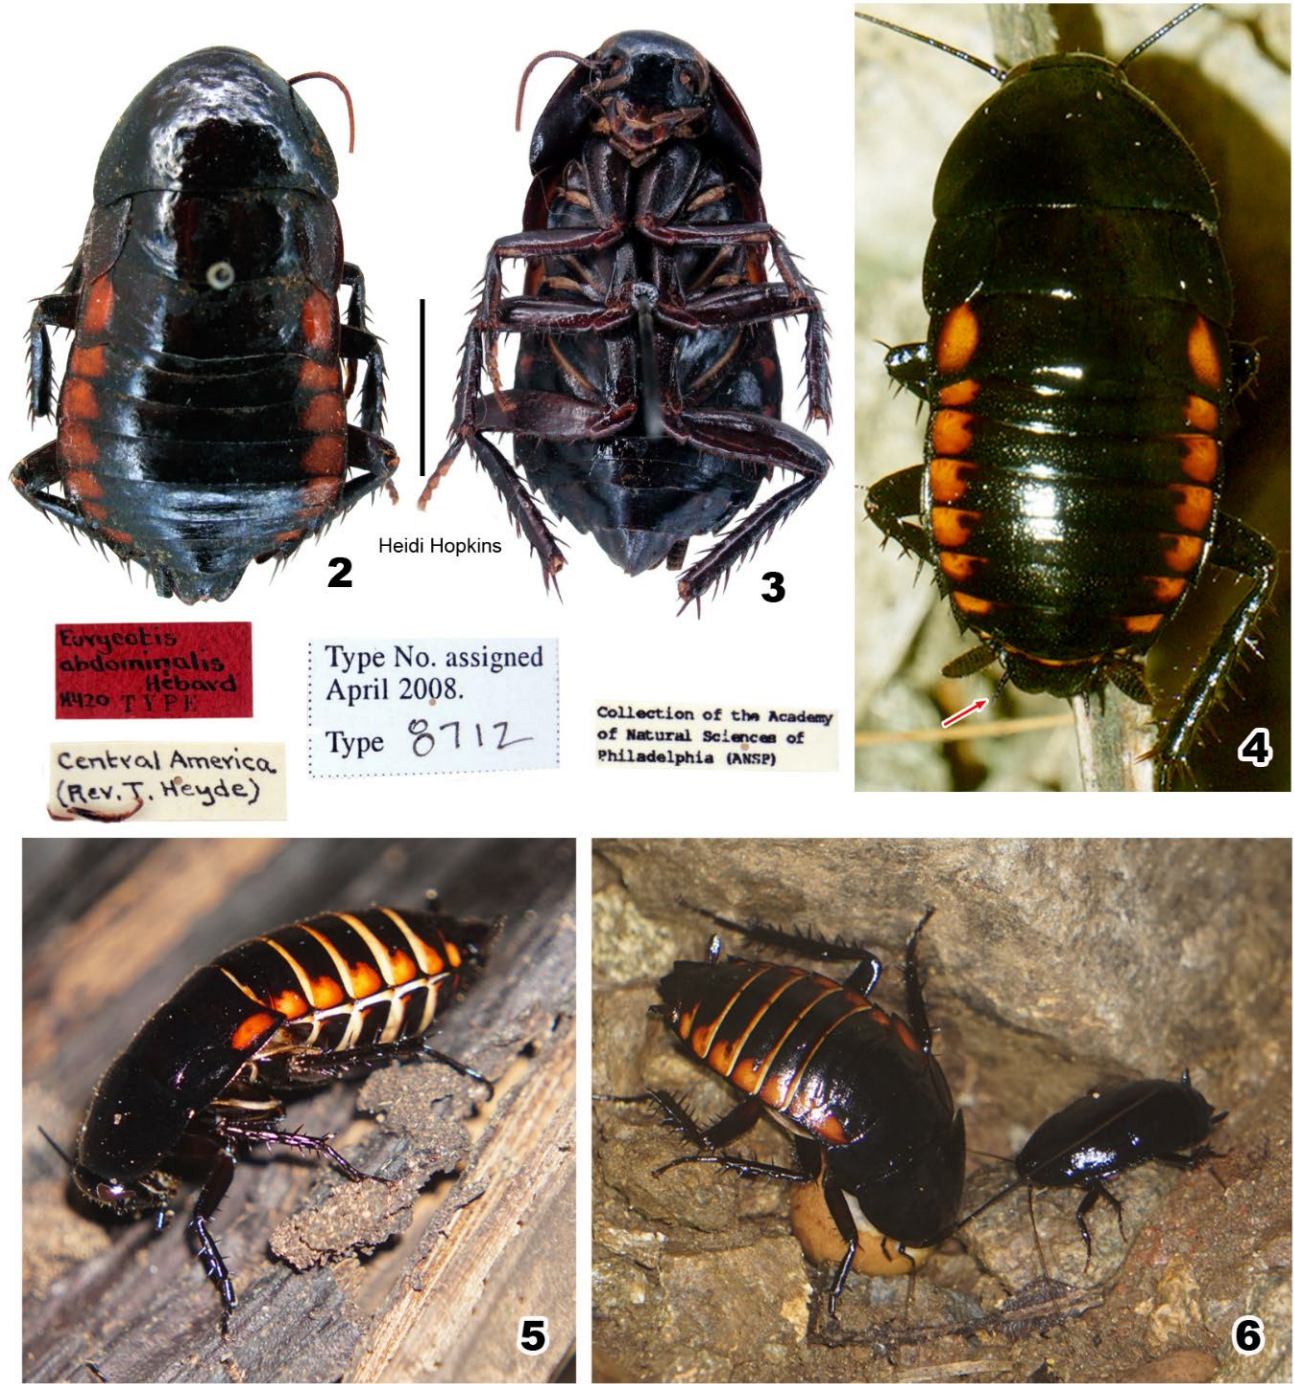 2
Heidi Hopkins
3
4
Eurycotis
abdominalis
Hebard
H420 TYPE
Type No. assigned
April 2008.
Type 8712
Collection of the Academy
of Natural Sciences of
Philadelphia (ANSP)
Central America
(Rev. T. Heyde)
5
6